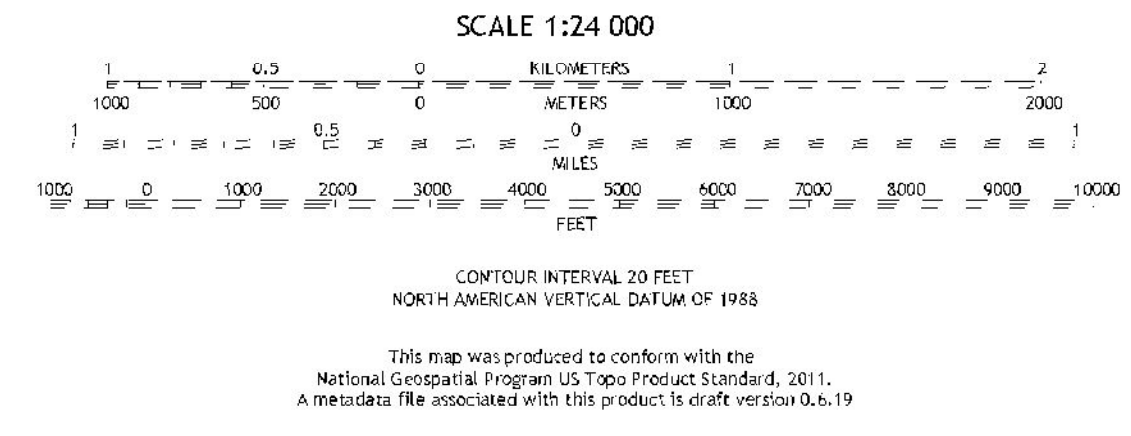 SCALE 1:24 000
1 0.5 0 KILOMETERS 1 2
1000 500 0 METERS 1000 2000
1 0.5 0 1
MILES
1000 0 1000 2000 3000 4000 5000 6000 7000 8000 9000 10000
FEET
CONTOUR INTERVAL 20 FEET
NORTH AMERICAN VERTICAL DATUM OF 1988
This map was produced to conform with the
National Geospatial Program US Topo Product Standard, 2011.
A metadata file associated with this product is draft version 0.6.19